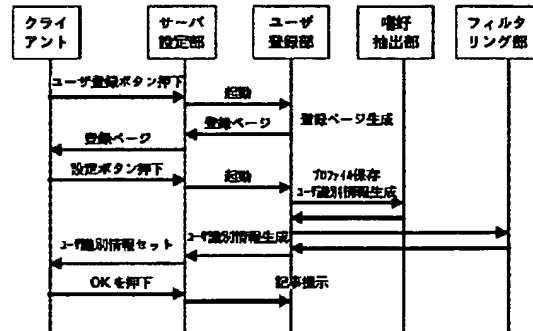 クライ
アント
サーバ
設定部
ユーザ
登録部
嗜好
抽出部
フィルタ
リング部
ユーザ登録ボタン押下
起動
登録ページ生成
登録ページ
登録ページ
設定ボタン押下
起動
プロファイル保存
ユーザ識別情報生成
ユーザ識別情報生成
ユーザ識別情報セット
OKを押下
記事提示